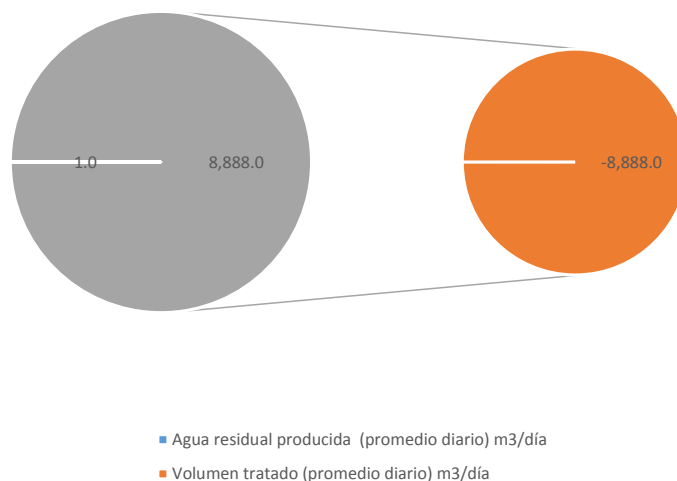 1.0
8,888.0
-8,888.0
Agua residual producida (promedio diario) m3/día
Volumen tratado (promedio diario) m3/día